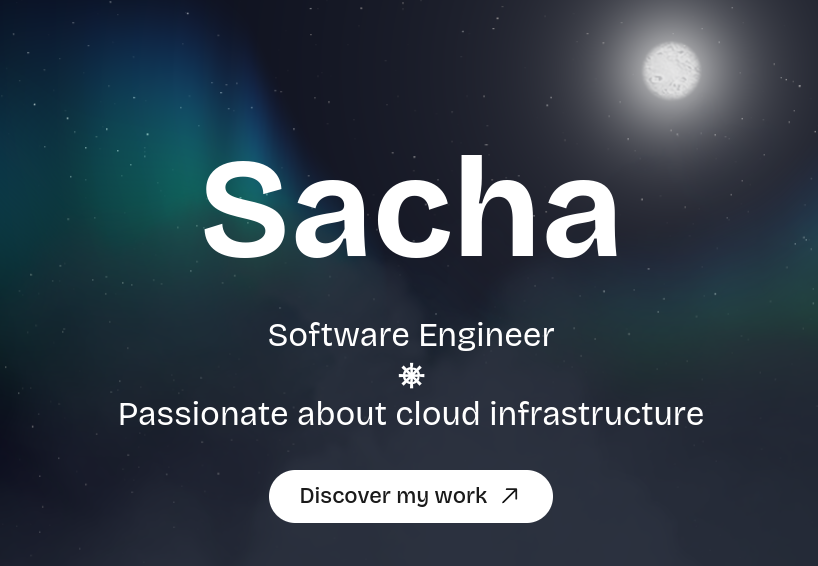 Sacha
Software Engineer
⎈
Passionate about cloud infrastructure
Discover my work ↗